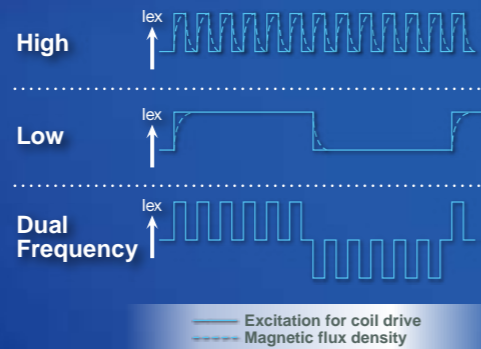 Iex
High
Iex
Low
Iex
Dual
Frequency
Excitation for coil drive
Magnetic flux density